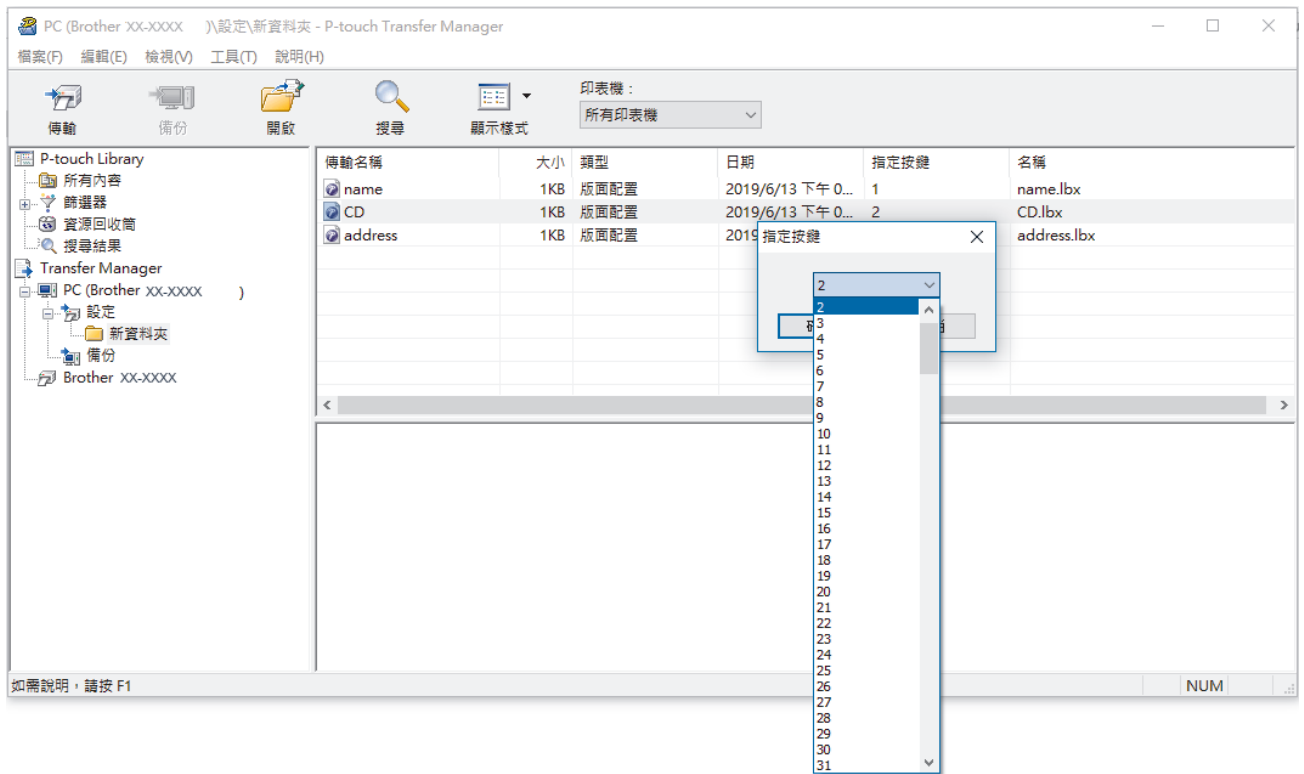 PC (Brother XX-XXXX )\設定\新資料夾 - P-touch Transfer Manager
檔案(F) 編輯(E) 檢視(V) 工具(T) 說明(H)
傳輸
備份
開啟
搜尋
顯示樣式
印表機：
所有印表機
P-touch Library
所有內容
篩選器
資源回收筒
搜尋結果
Transfer Manager
PC (Brother XX-XXXX )
設定
新資料夾
備份
Brother XX-XXXX
傳輸名稱 大小 類型 日期 指定按鍵 名稱
name 1KB 版面配置 2019/6/13 下午 0... 1 name.lbx
CD 1KB 版面配置 2019/6/13 下午 0... 2 CD.lbx
address 1KB 版面配置 2019 address.lbx
指定按鍵
2
2
3
4
5
6
7
8
9
10
11
12
13
14
15
16
17
18
19
20
21
22
23
24
25
26
27
28
29
30
31
如需說明，請按 F1
NUM